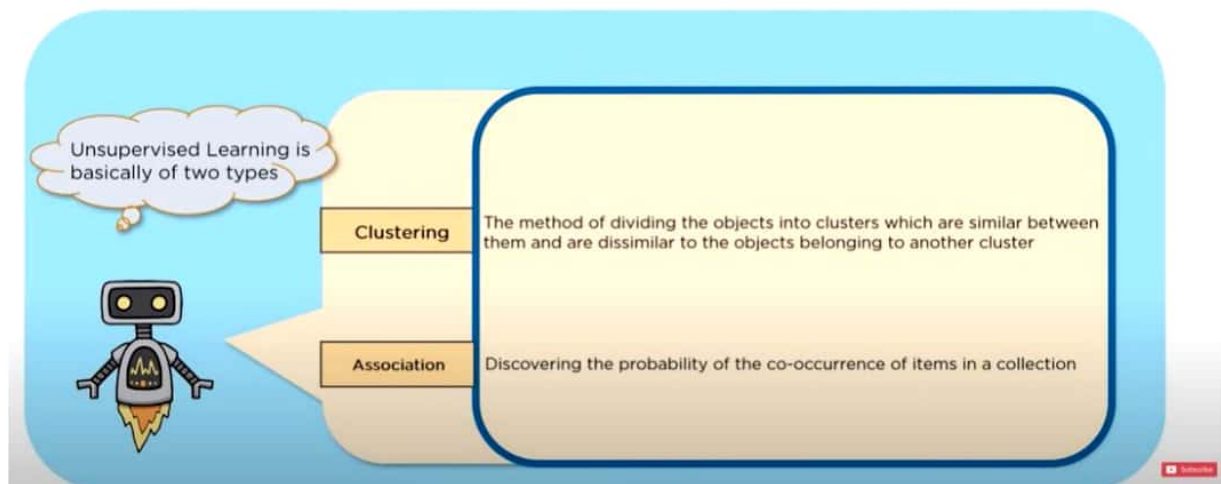 Unsupervised Learning is
basically of two types
Clustering
The method of dividing the objects into clusters which are similar between
them and are dissimilar to the objects belonging to another cluster
Association
Discovering the probability of the co-occurrence of items in a collection
Subscribe